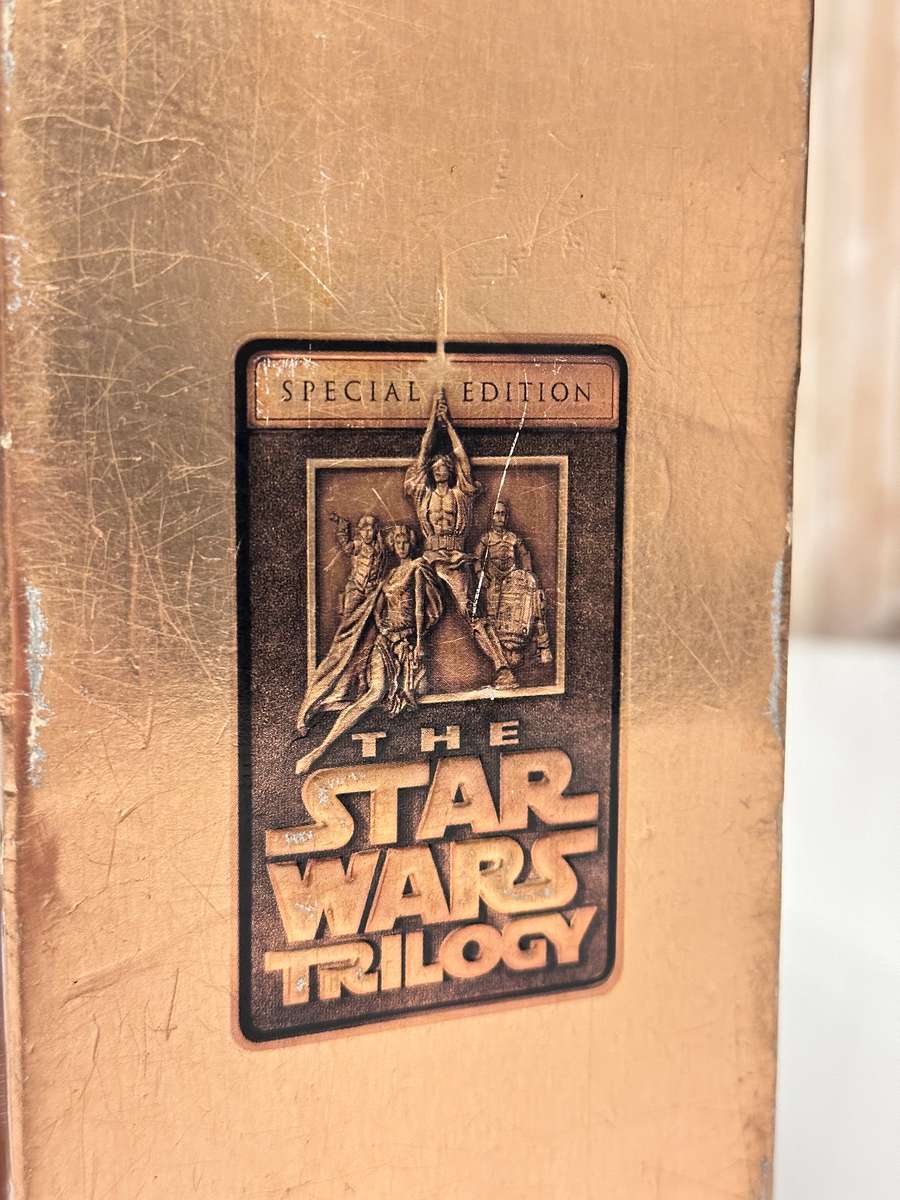 SPECIAL EDITION
THE
STAR
WARS
TRILOGY